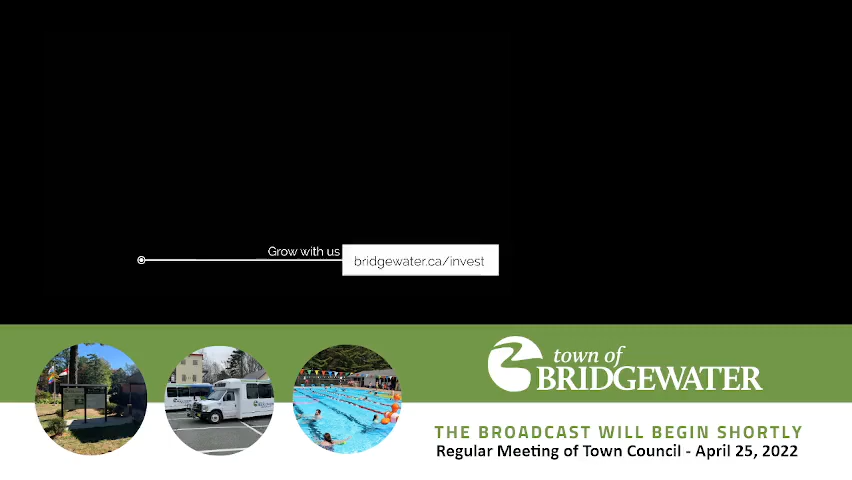 Grow with us
bridgewater.ca/invest
town of
BRIDGEWATER
THE BROADCAST WILL BEGIN SHORTLY
Regular Meeting of Town Council - April 25, 2022